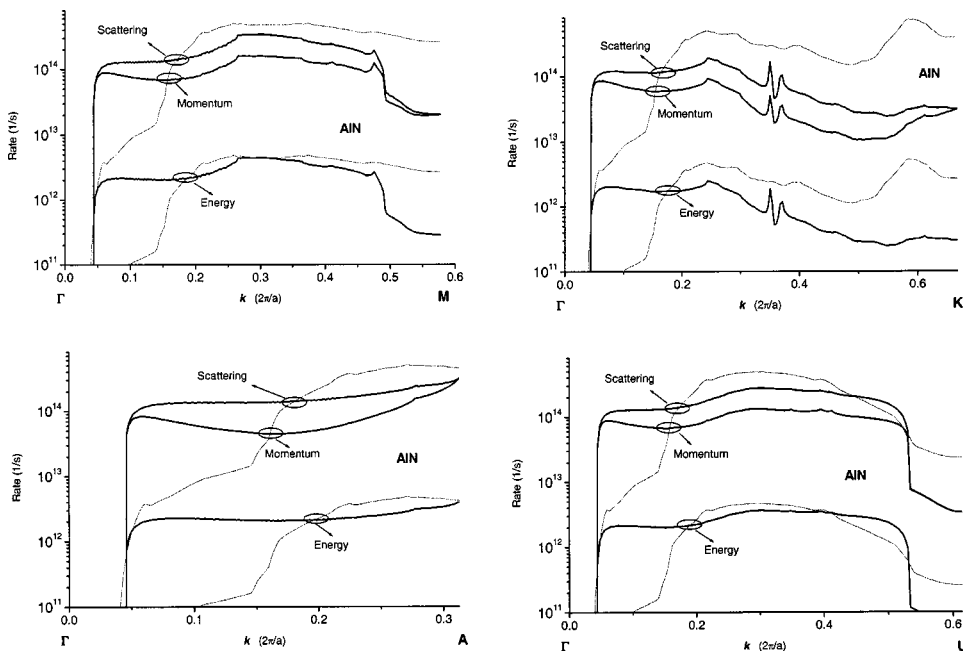 Scattering
10^14
Momentum
Rate (1/s)
AlN
10^13
10^12
Energy
10^11
0.0 0.1 0.2 0.3 0.4 0.5 0.6
Γ k (2π/a) M
Scattering
10^14
AlN
Momentum
Rate (1/s)
10^13
10^12
Energy
10^11
0.0 0.2 0.4 0.6
Γ k (2π/a) K
Scattering
10^14
Momentum
Rate (1/s)
AlN
10^13
10^12
Energy
10^11
0.0 0.1 0.2 0.3
Γ k (2π/a) A
Scattering
10^14
Momentum
Rate (1/s)
AlN
10^13
10^12
Energy
10^11
0.0 0.2 0.4 0.6
Γ k (2π/a)